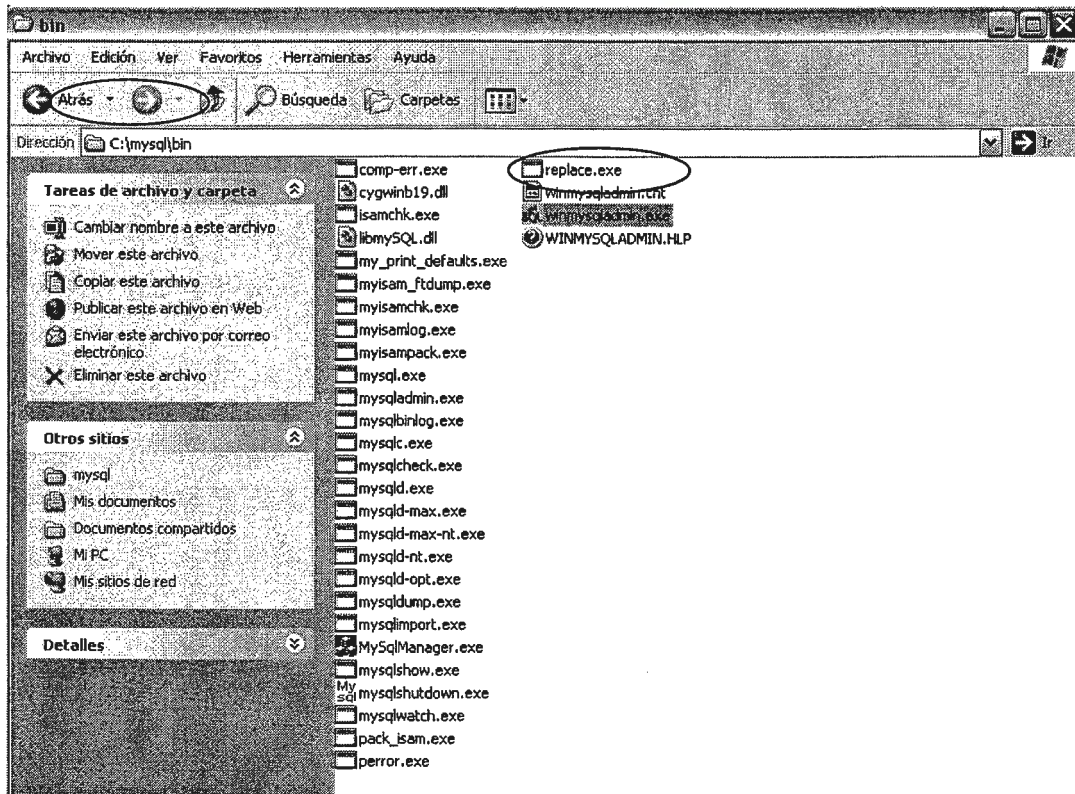 bin
Archivo Edición Ver Favoritos Herramientas Ayuda
Atrás Búsqueda Carpetas
Dirección C:\mysql\bin Ir
Tareas de archivo y carpeta
Cambiar nombre a este archivo
Mover este archivo
Copiar este archivo
Publicar este archivo en Web
Enviar este archivo por correo
electrónico
Eliminar este archivo
Otros sitios
mysql
Mis documentos
Documentos compartidos
Mi PC
Mis sitios de red
Detalles
comp-err.exe
cygwinb19.dll
isamchk.exe
libmySQL.dll
my_print_defaults.exe
myisam_ftdump.exe
myisamchk.exe
myisamlog.exe
myisampack.exe
mysql.exe
mysqladmin.exe
mysqlbinlog.exe
mysqlc.exe
mysqlcheck.exe
mysqld.exe
mysqld-max.exe
mysqld-max-nt.exe
mysqld-nt.exe
mysqld-opt.exe
mysqldump.exe
mysqlimport.exe
MySqlManager.exe
mysqlshow.exe
mysqlshutdown.exe
mysqlwatch.exe
pack_isam.exe
perror.exe
replace.exe
winmysqladmin.cnt
winmysqladmin.exe
WINMYSQLADMIN.HLP